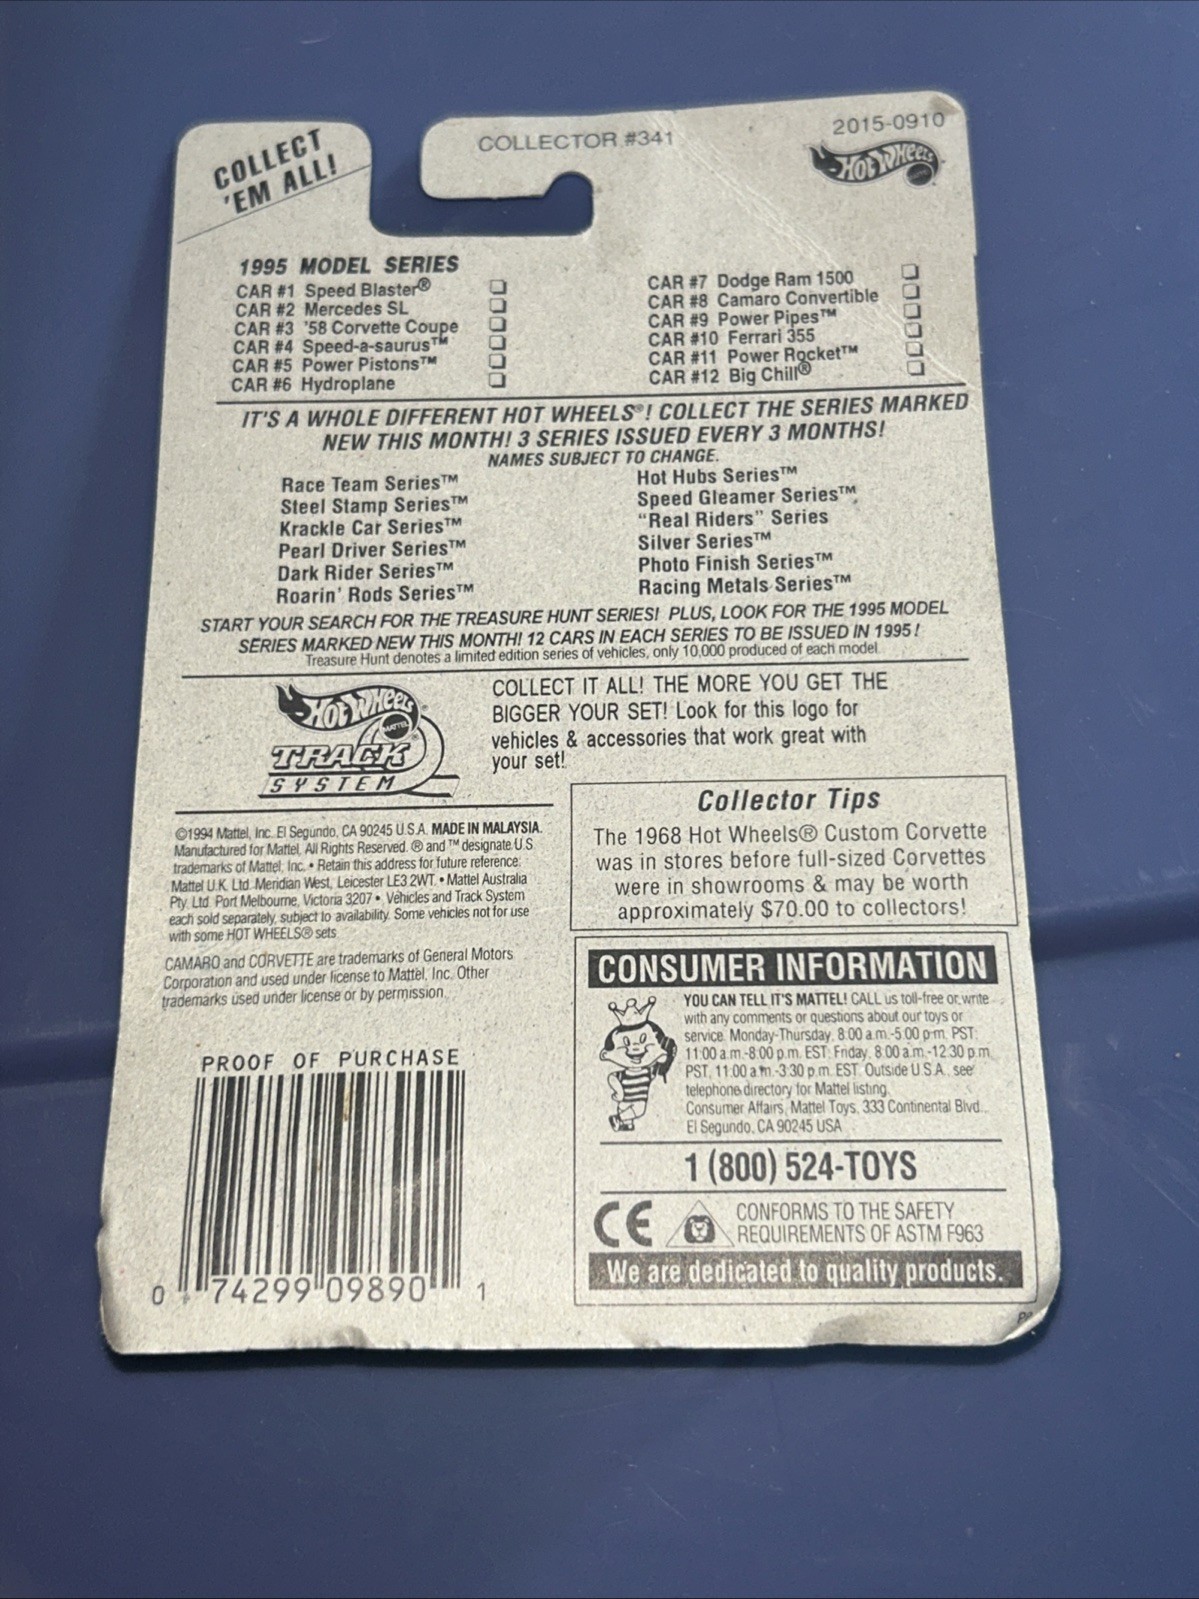 COLLECT
'EM ALL!
COLLECTOR #341
2015-0910
Hot Wheels
1995 MODEL SERIES
CAR #1 Speed Blaster®
CAR #2 Mercedes SL
CAR #3 '58 Corvette Coupe
CAR #4 Speed-a-saurus™
CAR #5 Power Pistons™
CAR #6 Hydroplane
CAR #7 Dodge Ram 1500
CAR #8 Camaro Convertible
CAR #9 Power Pipes™
CAR #10 Ferrari 355
CAR #11 Power Rocket™
CAR #12 Big Chill®
IT'S A WHOLE DIFFERENT HOT WHEELS®! COLLECT THE SERIES MARKED
NEW THIS MONTH! 3 SERIES ISSUED EVERY 3 MONTHS!
NAMES SUBJECT TO CHANGE.
Race Team Series™
Steel Stamp Series™
Krackle Car Series™
Pearl Driver Series™
Dark Rider Series™
Roarin' Rods Series™
Hot Hubs Series™
Speed Gleamer Series™
"Real Riders" Series
Silver Series™
Photo Finish Series™
Racing Metals Series™
START YOUR SEARCH FOR THE TREASURE HUNT SERIES! PLUS, LOOK FOR THE 1995 MODEL
SERIES MARKED NEW THIS MONTH! 12 CARS IN EACH SERIES TO BE ISSUED IN 1995!
Treasure Hunt denotes a limited edition series of vehicles, only 10,000 produced of each model.
Hot Wheels
MATTEL
TRACK
SYSTEM
COLLECT IT ALL! THE MORE YOU GET THE
BIGGER YOUR SET! Look for this logo for
vehicles & accessories that work great with
your set!
©1994 Mattel, Inc. El Segundo, CA 90245 U.S.A. MADE IN MALAYSIA.
Manufactured for Mattel. All Rights Reserved. ® and ™ designate U.S.
trademarks of Mattel, Inc. • Retain this address for future reference:
Mattel U.K. Ltd. Meridian West, Leicester LE3 2WT. • Mattel Australia
Pty. Ltd. Port Melbourne, Victoria 3207 • Vehicles and Track System
each sold separately, subject to availability. Some vehicles not for use
with some HOT WHEELS® sets.
CAMARO and CORVETTE are trademarks of General Motors
Corporation and used under license to Mattel, Inc. Other
trademarks used under license or by permission.
Collector Tips
The 1968 Hot Wheels® Custom Corvette
was in stores before full-sized Corvettes
were in showrooms & may be worth
approximately $70.00 to collectors!
CONSUMER INFORMATION
YOU CAN TELL IT'S MATTEL! CALL us toll-free or write
with any comments or questions about our toys or
service. Monday-Thursday, 8:00 a.m.-5:00 p.m. PST;
11:00 a.m.-8:00 p.m. EST. Friday, 8:00 a.m.-12:30 p.m.
PST, 11:00 a.m.-3:30 p.m. EST. Outside U.S.A., see
telephone directory for Mattel listing.
Consumer Affairs, Mattel Toys, 333 Continental Blvd.,
El Segundo, CA 90245 USA
1 (800) 524-TOYS
CE
CONFORMS TO THE SAFETY
REQUIREMENTS OF ASTM F963
We are dedicated to quality products.
PROOF OF PURCHASE
0 74299 09890 1